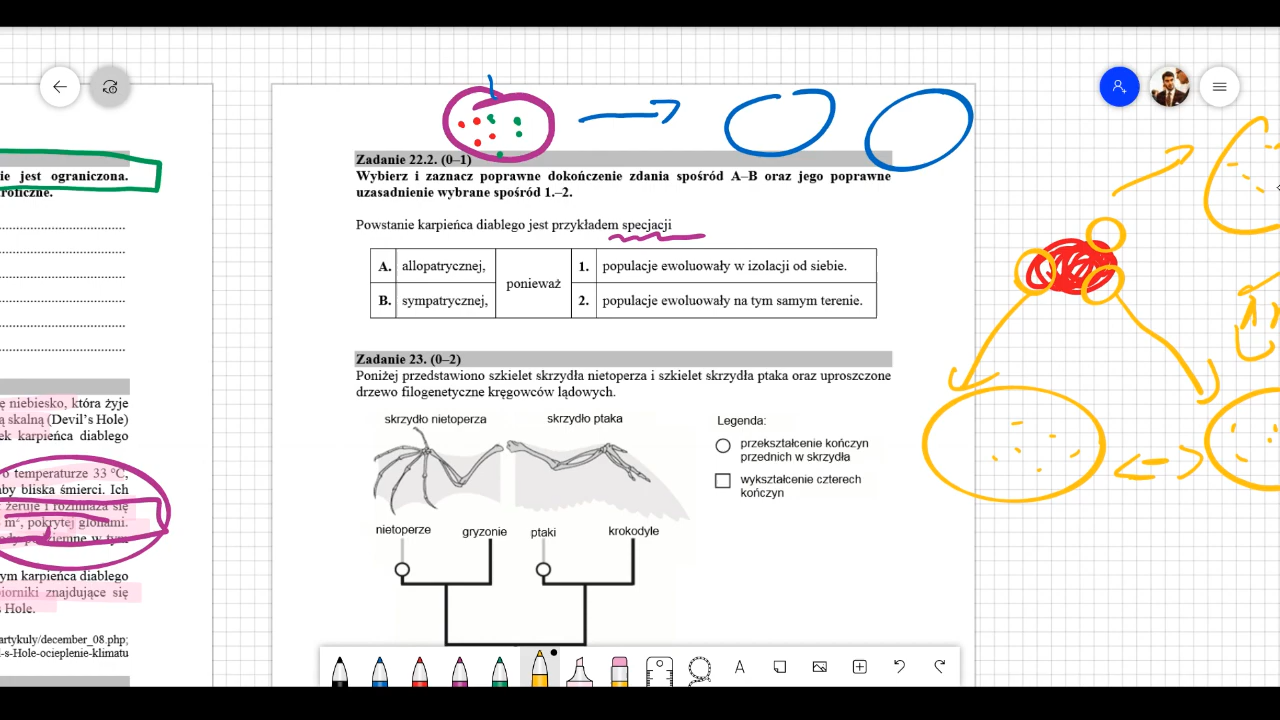 ie jest ograniczona.
roficzne.
ę niebiesko, która żyje
ą skalną (Devil's Hole)
ek karpieńca diablego
o temperaturze 33 °C,
aby bliska śmierci. Ich
żeruje i rozmnaża się
m², pokrytej glonami.
w tym
ym karpieńca diablego
biorniki znajdujące się
s Hole.
artykuly/december_08.php;
l-s-Hole-ocieplenie-klimatu
Zadanie 22.2. (0–1)
Wybierz i zaznacz poprawne dokończenie zdania spośród A–B oraz jego poprawne
uzasadnienie wybrane spośród 1.–2.
Powstanie karpieńca diablego jest przykładem specjacji
A. allopatrycznej,
B. sympatrycznej,
ponieważ
1. populacje ewoluowały w izolacji od siebie.
2. populacje ewoluowały na tym samym terenie.
Zadanie 23. (0–2)
Poniżej przedstawiono szkielet skrzydła nietoperza i szkielet skrzydła ptaka oraz uproszczone
drzewo filogenetyczne kręgowców lądowych.
skrzydło nietoperza skrzydło ptaka
Legenda:
przekształcenie kończyn
przednich w skrzydła
wykształcenie czterech
kończyn
nietoperze gryzonie ptaki krokodyle
A